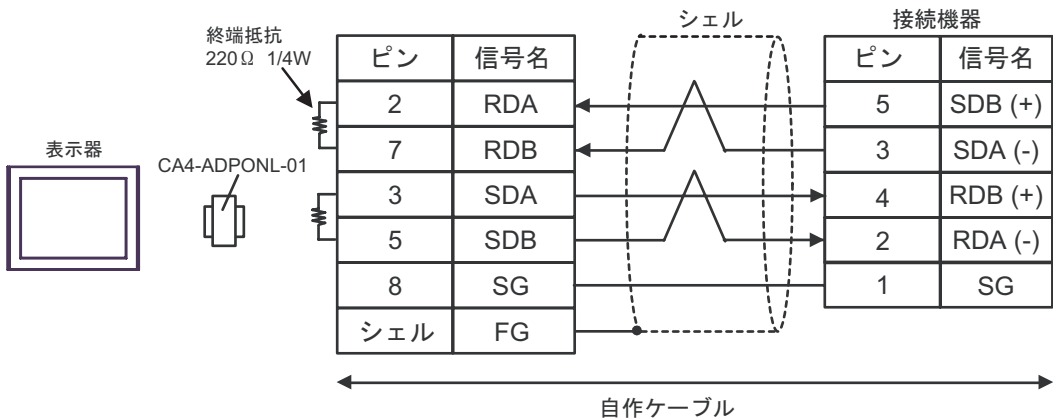 シェル
接続機器
終端抵抗
220Ω 1/4W
ピン 信号名
2 RDA
7 RDB
3 SDA
5 SDB
8 SG
シェル FG
ピン 信号名
5 SDB (+)
3 SDA (-)
4 RDB (+)
2 RDA (-)
1 SG
表示器
CA4-ADPONL-01
自作ケーブル